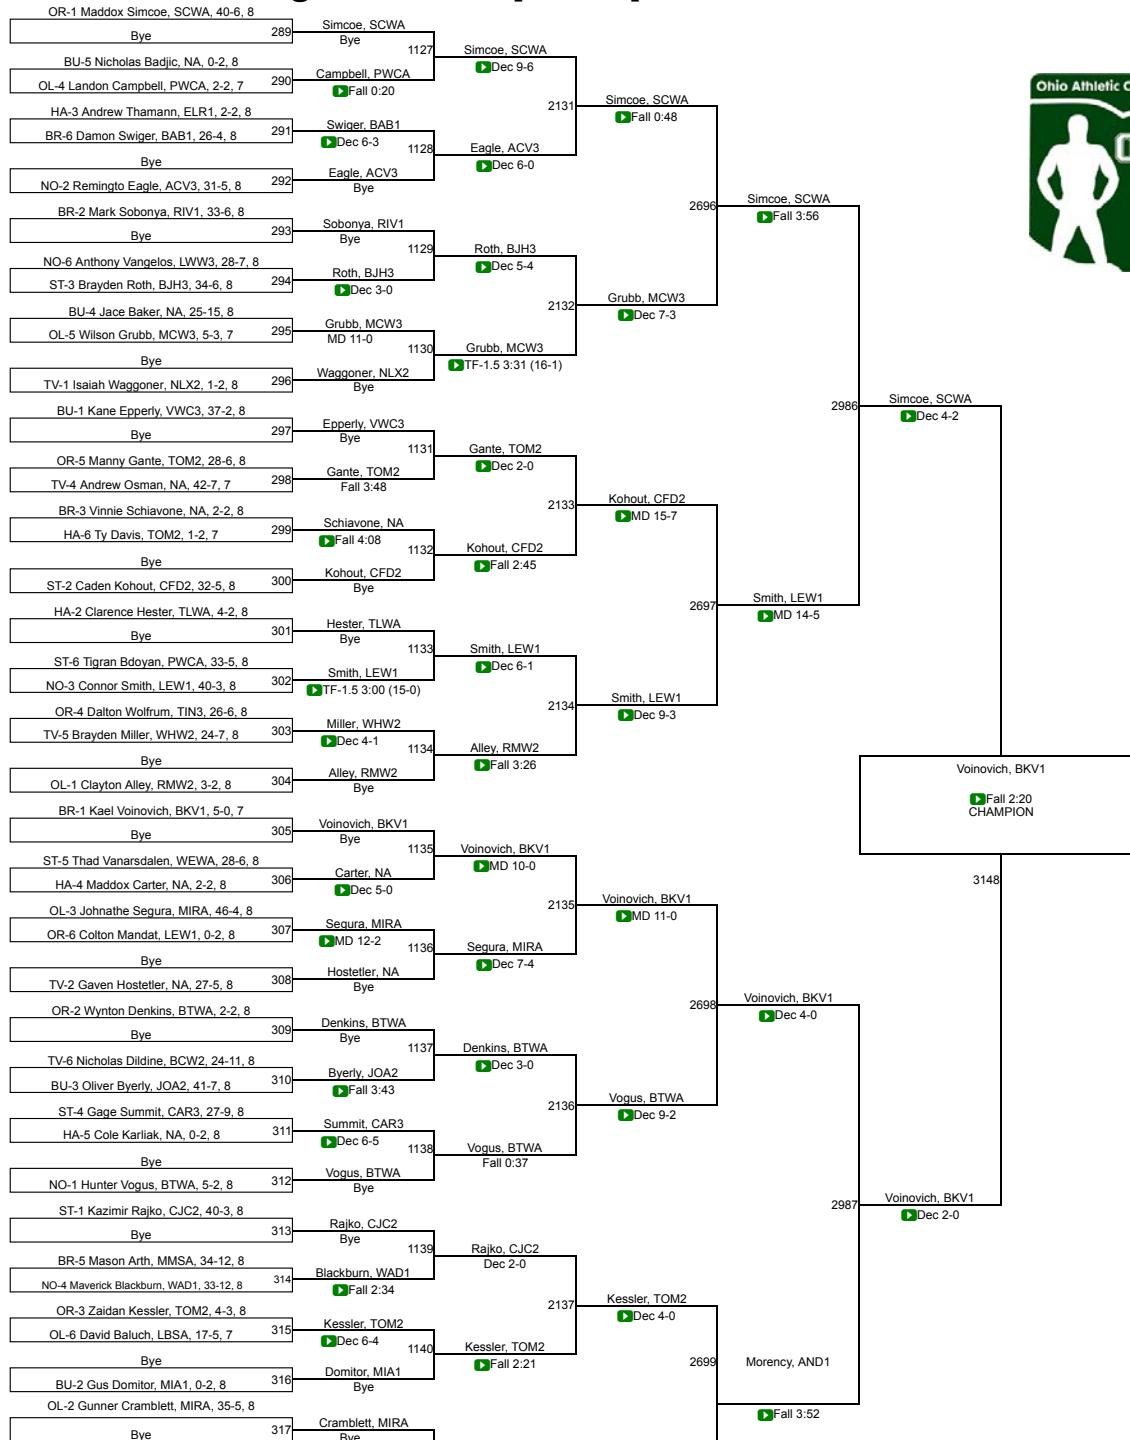 OR-1 Maddox Simcoe, SCWA, 40-6, 8
289
Bye
Simcoe, SCWA
Bye
1127
BU-5 Nicholas Badjic, NA, 0-2, 8
290
OL-4 Landon Campbell, PWCA, 2-2, 7
Campbell, PWCA
Fall 0:20
Simcoe, SCWA
Dec 9-6
2131
HA-3 Andrew Thamann, ELR1, 2-2, 8
291
BR-6 Damon Swiger, BAB1, 26-4, 8
Swiger, BAB1
Dec 6-3
1128
Bye
292
NO-2 Remingto Eagle, ACV3, 31-5, 8
Eagle, ACV3
Bye
Eagle, ACV3
Dec 6-0
Simcoe, SCWA
Fall 0:48
2696
BR-2 Mark Sobonya, RIV1, 33-6, 8
293
Bye
Sobonya, RIV1
Bye
1129
NO-6 Anthony Vangelos, LWW3, 28-7, 8
294
ST-3 Brayden Roth, BJH3, 34-6, 8
Roth, BJH3
Dec 3-0
Roth, BJH3
Dec 5-4
2132
BU-4 Jace Baker, NA, 25-15, 8
295
OL-5 Wilson Grubb, MCW3, 5-3, 7
Grubb, MCW3
MD 11-0
1130
Bye
296
TV-1 Isaiah Waggoner, NLX2, 1-2, 8
Waggoner, NLX2
Bye
Grubb, MCW3
TF-1.5 3:31 (16-1)
Grubb, MCW3
Dec 7-3
Simcoe, SCWA
Fall 3:56
2986
BU-1 Kane Epperly, VWC3, 37-2, 8
297
Bye
Epperly, VWC3
Bye
1131
OR-5 Manny Gante, TOM2, 28-6, 8
298
TV-4 Andrew Osman, NA, 42-7, 7
Gante, TOM2
Fall 3:48
Gante, TOM2
Dec 2-0
2133
BR-3 Vinnie Schiavone, NA, 2-2, 8
299
HA-6 Ty Davis, TOM2, 1-2, 7
Schiavone, NA
Fall 4:08
1132
Bye
300
ST-2 Caden Kohout, CFD2, 32-5, 8
Kohout, CFD2
Bye
Kohout, CFD2
Fall 2:45
Kohout, CFD2
MD 15-7
2697
HA-2 Clarence Hester, TLWA, 4-2, 8
301
Bye
Hester, TLWA
Bye
1133
ST-6 Tigran Bdoyan, PWCA, 33-5, 8
302
NO-3 Connor Smith, LEW1, 40-3, 8
Smith, LEW1
TF-1.5 3:00 (15-0)
Smith, LEW1
Dec 6-1
2134
OR-4 Dalton Wolfrum, TIN3, 26-6, 8
303
TV-5 Brayden Miller, WHW2, 24-7, 8
Miller, WHW2
Dec 4-1
1134
Bye
304
OL-1 Clayton Alley, RMW2, 3-2, 8
Alley, RMW2
Bye
Alley, RMW2
Fall 3:26
Smith, LEW1
Dec 9-3
Smith, LEW1
MD 14-5
Simcoe, SCWA
Dec 4-2
Voinovich, BKV1
Fall 2:20
CHAMPION
3148
BR-1 Kael Voinovich, BKV1, 5-0, 7
305
Bye
Voinovich, BKV1
Bye
1135
ST-5 Thad Vanarsdalen, WEWA, 28-6, 8
306
HA-4 Maddox Carter, NA, 2-2, 8
Carter, NA
Dec 5-0
Voinovich, BKV1
MD 10-0
2135
OL-3 Johnathe Segura, MIRA, 46-4, 8
307
OR-6 Colton Mandat, LEW1, 0-2, 8
Segura, MIRA
MD 12-2
1136
Bye
308
TV-2 Gaven Hostetler, NA, 27-5, 8
Hostetler, NA
Bye
Segura, MIRA
Dec 7-4
Voinovich, BKV1
MD 11-0
2698
OR-2 Wynton Denkins, BTWA, 2-2, 8
309
Bye
Denkins, BTWA
Bye
1137
TV-6 Nicholas Dildine, BCW2, 24-11, 8
310
BU-3 Oliver Byerly, JOA2, 41-7, 8
Byerly, JOA2
Fall 3:43
Denkins, BTWA
Dec 3-0
2136
ST-4 Gage Summit, CAR3, 27-9, 8
311
HA-5 Cole Karliak, NA, 0-2, 8
Summit, CAR3
Dec 6-5
1138
Bye
312
NO-1 Hunter Vogus, BTWA, 5-2, 8
Vogus, BTWA
Bye
Vogus, BTWA
Fall 0:37
Vogus, BTWA
Dec 9-2
Voinovich, BKV1
Dec 4-0
2987
ST-1 Kazimir Rajko, CJC2, 40-3, 8
313
Bye
Rajko, CJC2
Bye
1139
BR-5 Mason Arth, MMSA, 34-12, 8
314
NO-4 Maverick Blackburn, WAD1, 33-12, 8
Blackburn, WAD1
Fall 2:34
Rajko, CJC2
Dec 2-0
2137
OR-3 Zaidan Kessler, TOM2, 4-3, 8
315
OL-6 David Baluch, LBSA, 17-5, 7
Kessler, TOM2
Dec 6-4
1140
Bye
316
BU-2 Gus Domitor, MIA1, 0-2, 8
Domitor, MIA1
Bye
Kessler, TOM2
Fall 2:21
Kessler, TOM2
Dec 4-0
2699
OL-2 Gunner Cramblett, MIRA, 35-5, 8
317
Bye
Cramblett, MIRA
Bye
Morency, AND1
Fall 3:52
Voinovich, BKV1
Dec 2-0
Ohio Athletic C